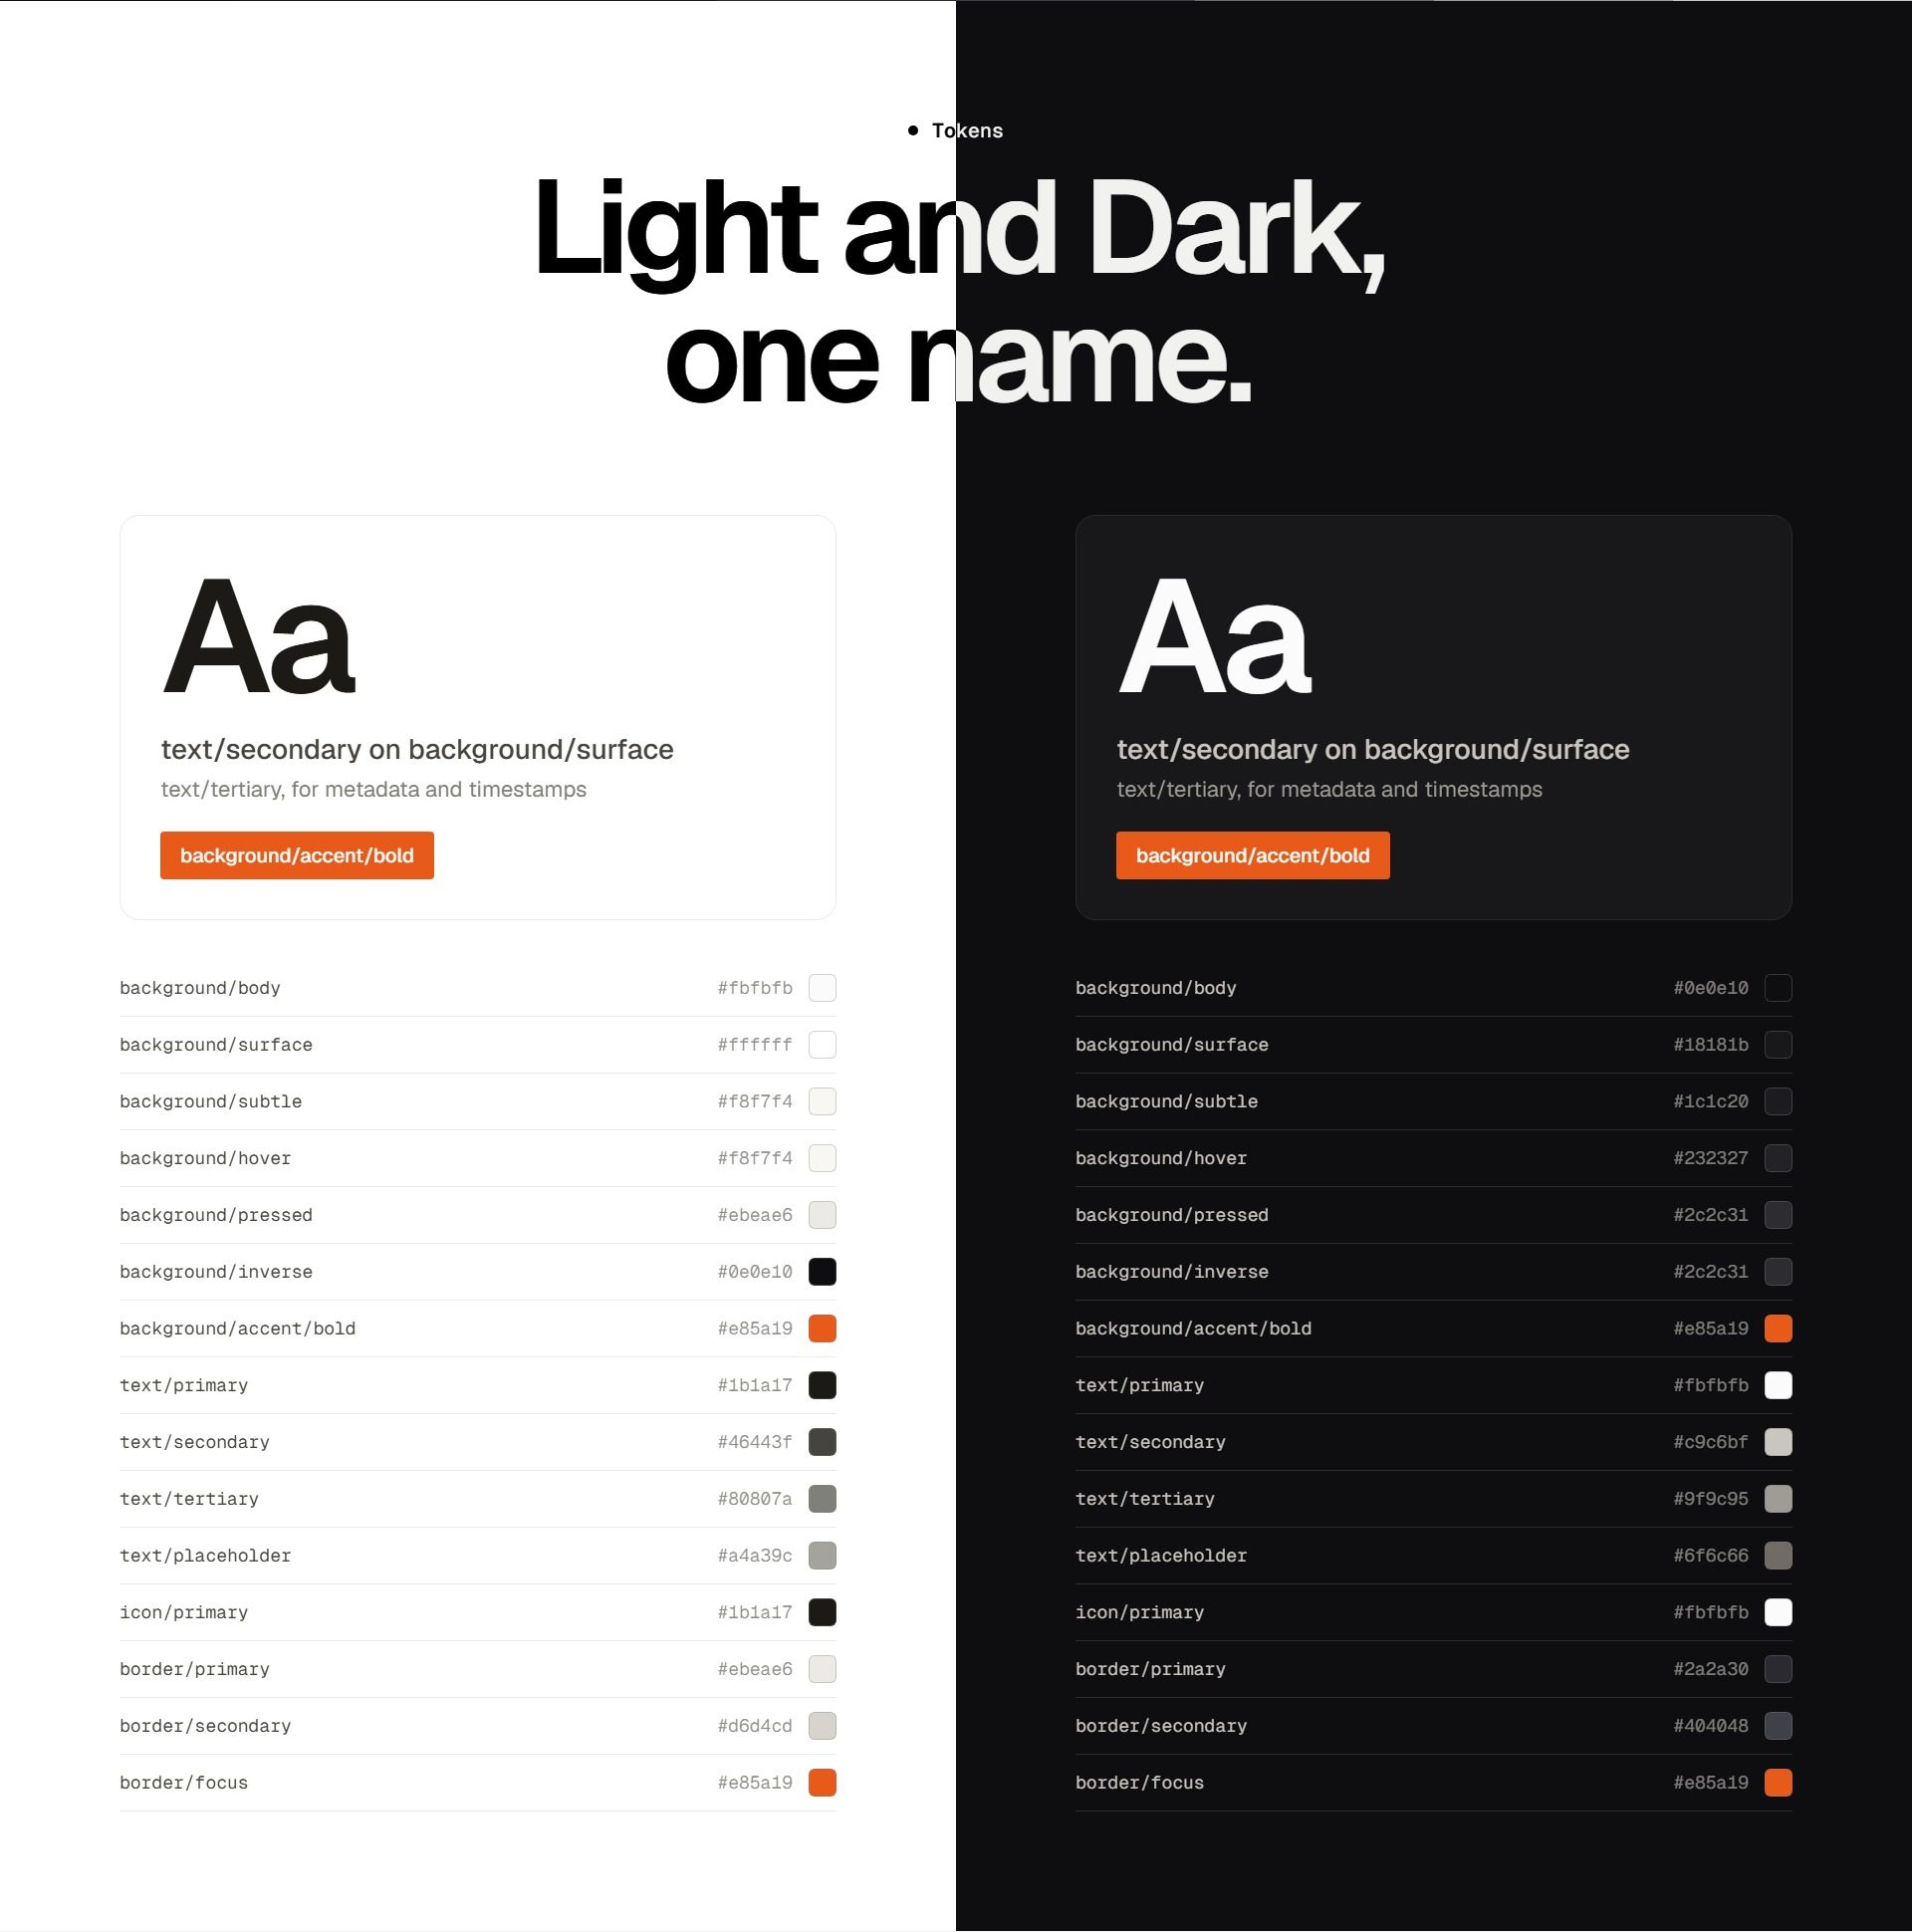 Tokens
Light and Dark,
one name.
Aa
text/secondary on background/surface
text/tertiary, for metadata and timestamps
background/accent/bold
background/body #fbfbfb
background/surface #ffffff
background/subtle #f8f7f4
background/hover #f8f7f4
background/pressed #ebeae6
background/inverse #0e0e10
background/accent/bold #e85a19
text/primary #1b1a17
text/secondary #46443f
text/tertiary #80807a
text/placeholder #a4a39c
icon/primary #1b1a17
border/primary #ebeae6
border/secondary #d6d4cd
border/focus #e85a19
Aa
text/secondary on background/surface
text/tertiary, for metadata and timestamps
background/accent/bold
background/body #0e0e10
background/surface #18181b
background/subtle #1c1c20
background/hover #232327
background/pressed #2c2c31
background/inverse #2c2c31
background/accent/bold #e85a19
text/primary #fbfbfb
text/secondary #c9c6bf
text/tertiary #9f9c95
text/placeholder #6f6c66
icon/primary #fbfbfb
border/primary #2a2a30
border/secondary #404048
border/focus #e85a19